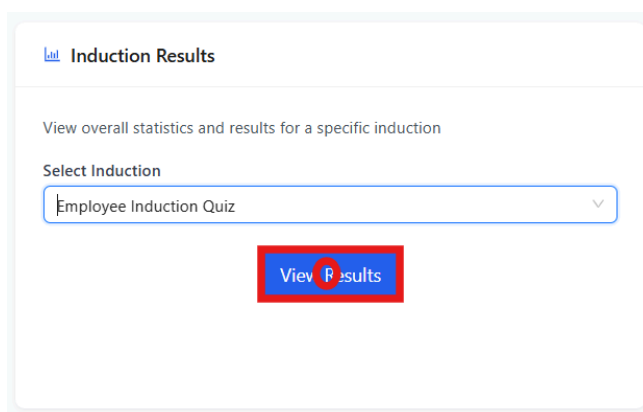 Induction Results
View overall statistics and results for a specific induction
Select Induction
Employee Induction Quiz
View Results